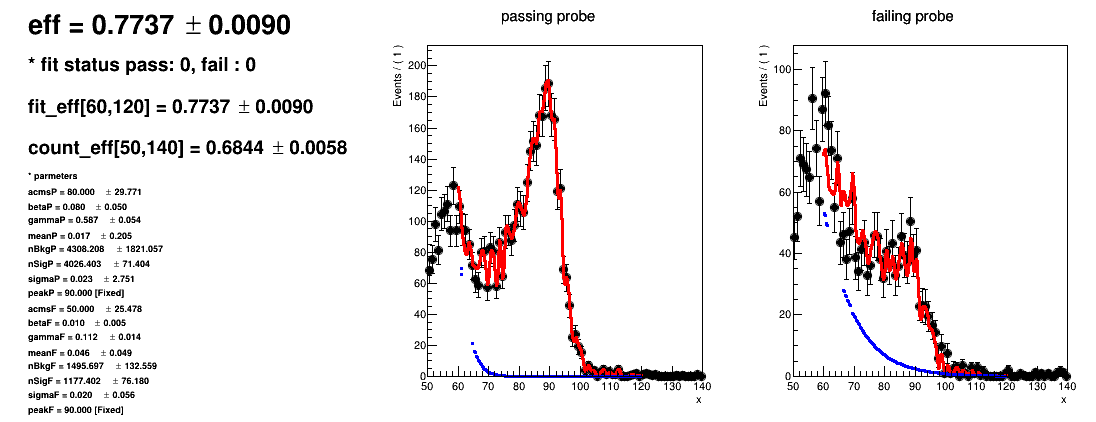 eff = 0.7737 ± 0.0090
* fit status pass: 0, fail : 0
fit_eff[60,120] = 0.7737 ± 0.0090
count_eff[50,140] = 0.6844 ± 0.0058
* parmeters
acmsP = 80.000 ± 29.771
betaP = 0.080 ± 0.050
gammaP = 0.587 ± 0.054
meanP = 0.017 ± 0.205
nBkgP = 4308.208 ± 1821.057
nSigP = 4026.403 ± 71.404
sigmaP = 0.023 ± 2.751
peakP = 90.000 [Fixed]
acmsF = 50.000 ± 25.478
betaF = 0.010 ± 0.005
gammaF = 0.112 ± 0.014
meanF = 0.046 ± 0.049
nBkgF = 1495.697 ± 132.559
nSigF = 1177.402 ± 76.180
sigmaF = 0.020 ± 0.056
peakF = 90.000 [Fixed]
passing probe
Events / ( 1 )
200
180
160
140
120
100
80
60
40
20
0
50 60 70 80 90 100 110 120 130 140
x
failing probe
Events / ( 1 )
100
80
60
40
20
0
50 60 70 80 90 100 110 120 130 140
x